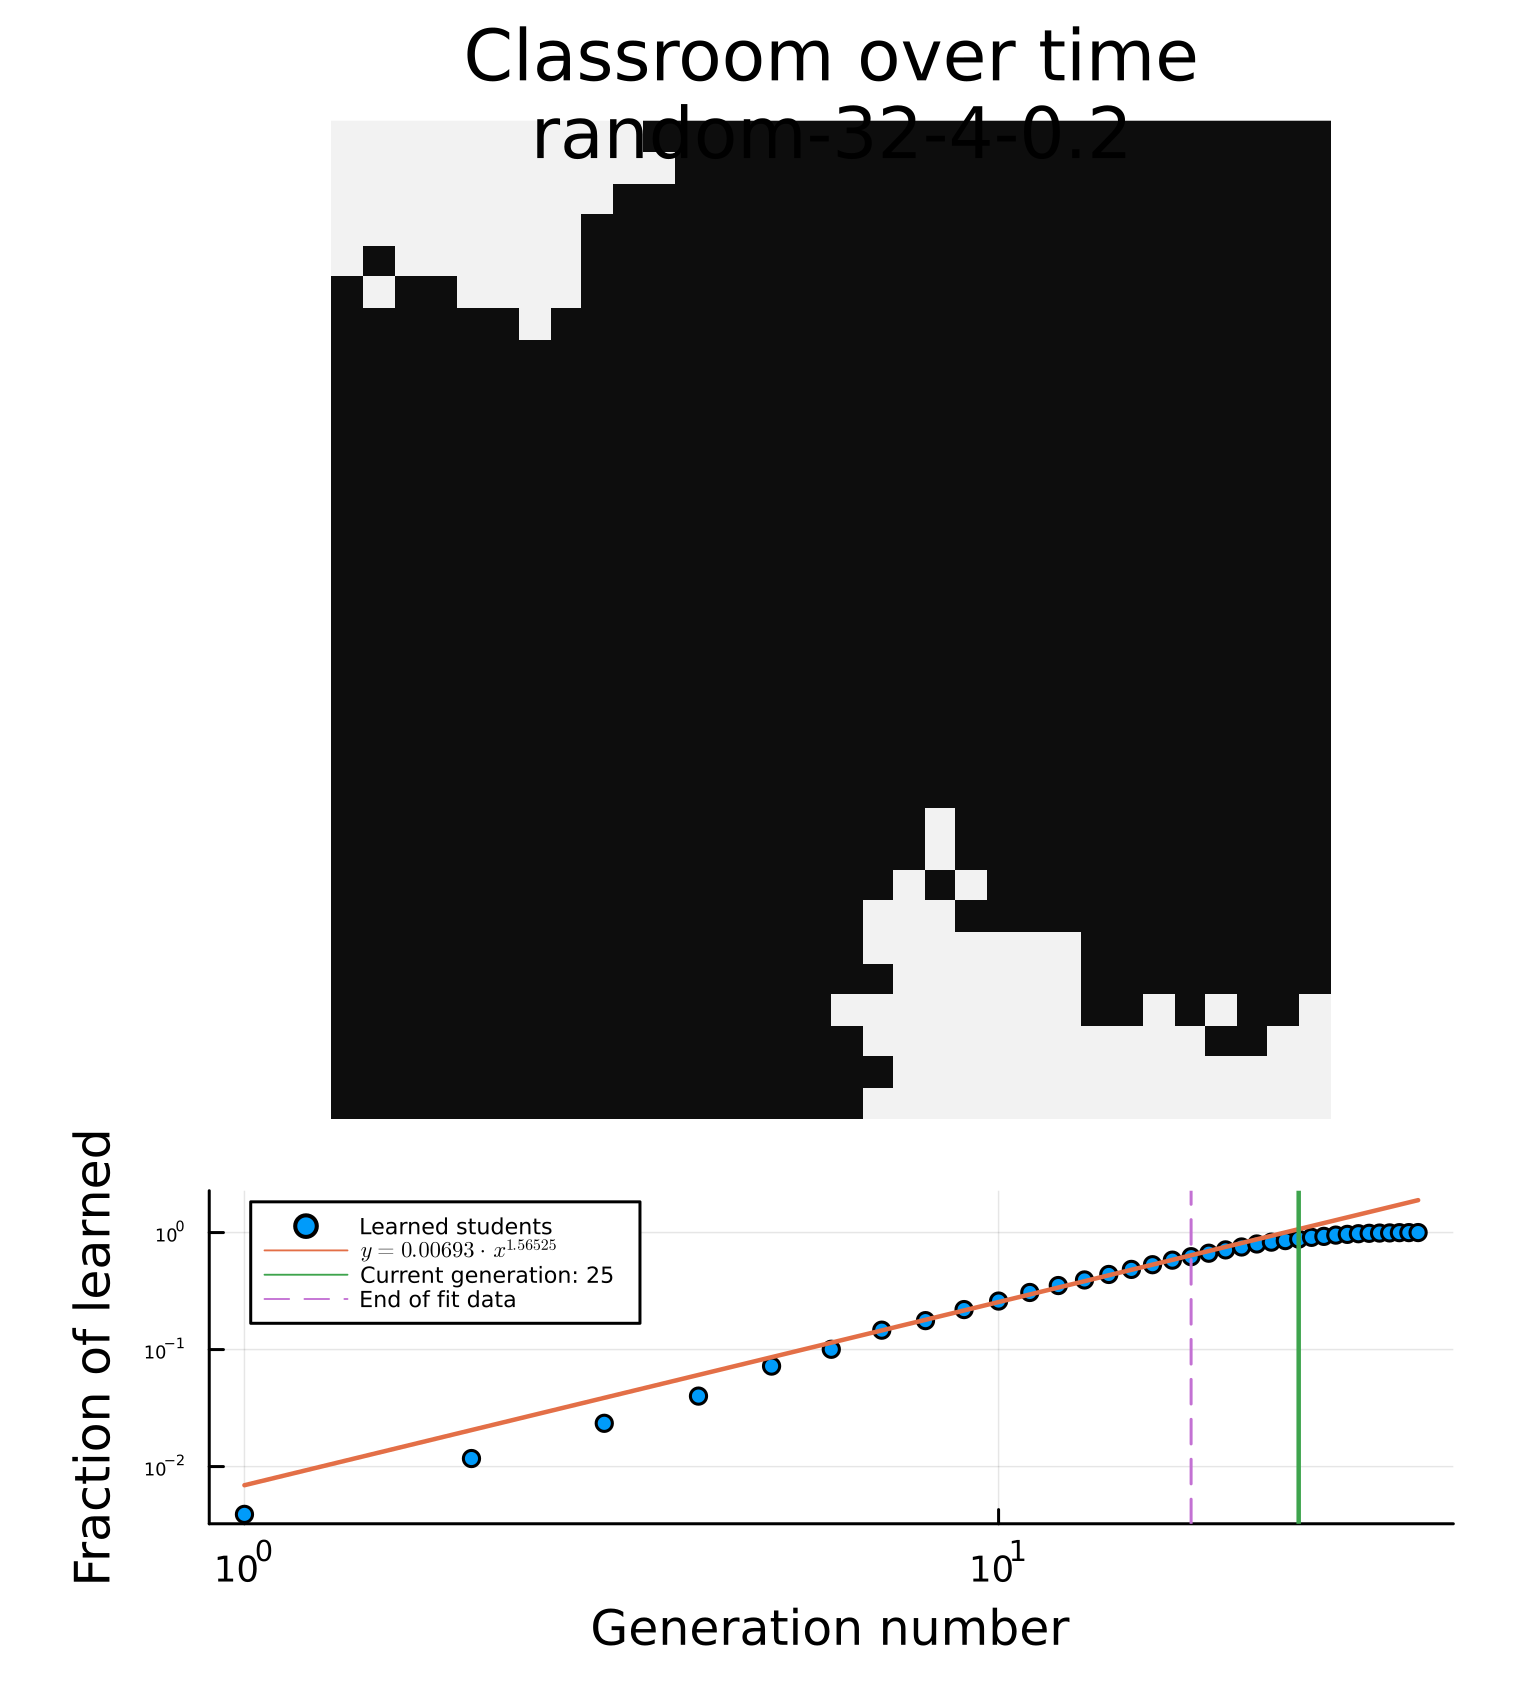 Classroom over time
random-32-4-0.2
Fraction of learned
Learned students
y = 0.00693 · x^1.56525
Current generation: 25
End of fit data
10^0
10^−1
10^−2
10^0
10^1
Generation number